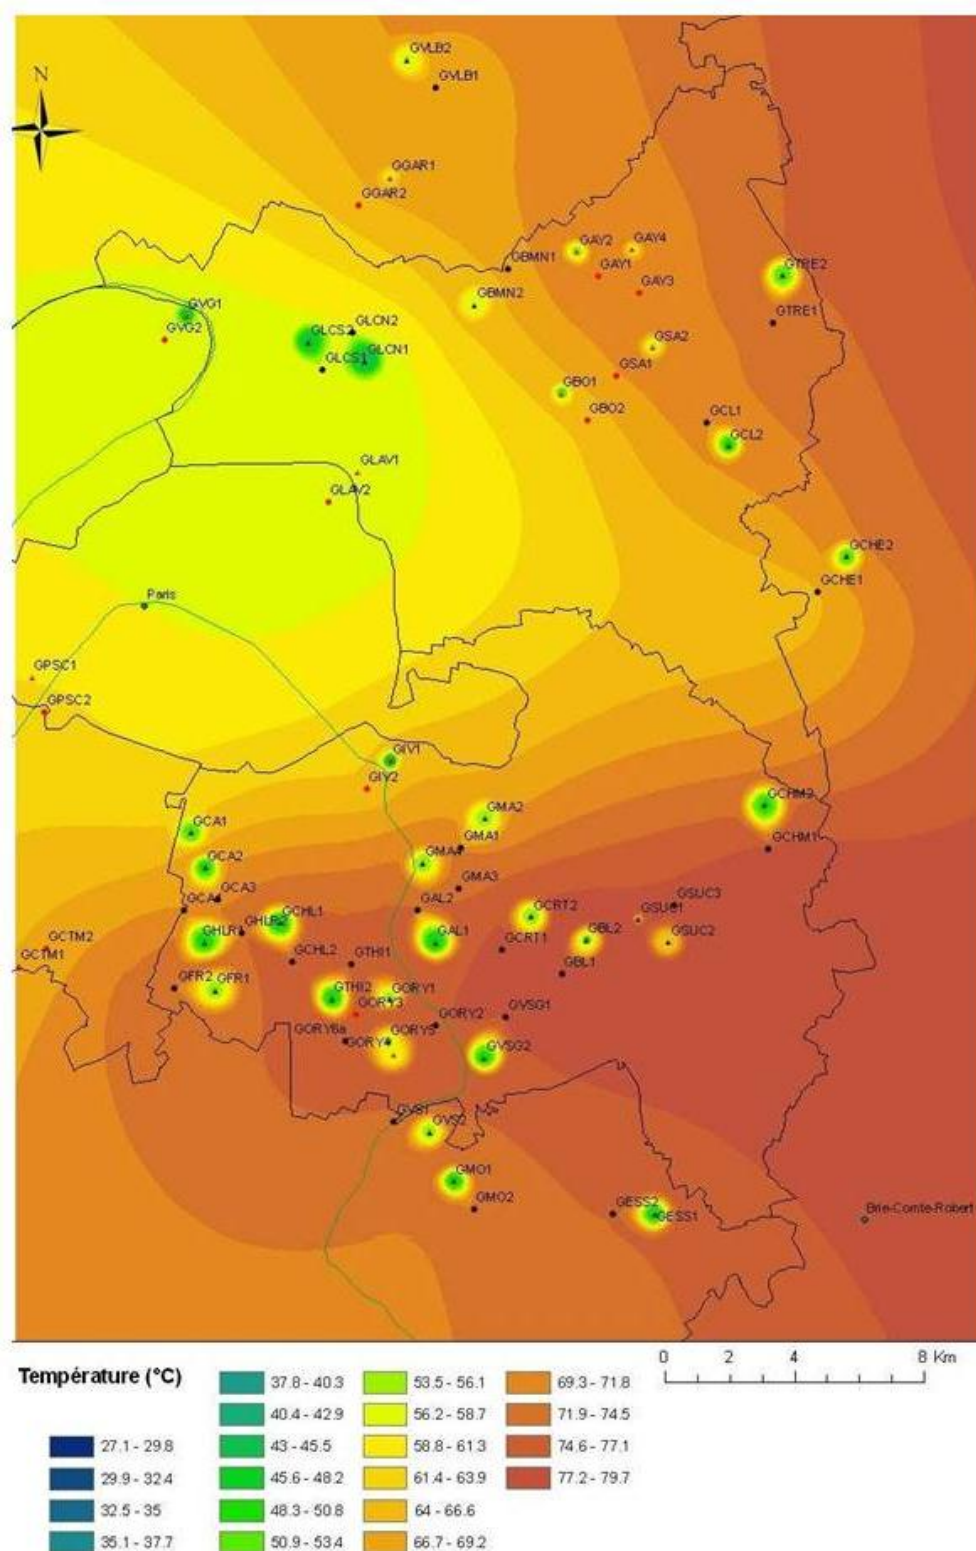 N
GVLB2
GVLB1
GGAR1
GGAR2
GAY2
GAY4
GBMN1
GAY1
GAY3
GTRE2
GBMN2
GTRE1
GVG1
GVG2
GLCS2
GLCN2
GLCN1
GLCS1
GSA2
GSA1
GBO1
GBO2
GCL1
GCL2
GLAV1
GLAV2
GCHE2
GCHE1
Paris
GPSC1
GPSC2
GIV1
GIV2
GCHM2
GCHM1
GCA1
GMA2
GMA1
GCA2
GMA4
GCA3
GMA3
GAL2
GCHL1
GHLR1
GCRT2
GSUC3
GSUC2
GBL2
GAL1
GCRT1
GBL1
GCTM2
GCTM1
GCHL2
GTHI1
GFR2
GFR1
GTHI2
GORY1
GORY3
GVSG1
GORY2
GORY5
GORY4
GVSG2
GVS1
GVS2
GMO1
GMO2
GESS2
GESS1
Brie-Comte-Robert
0 2 4 8 Km
Température (°C)
27.1 - 29.8
29.9 - 32.4
32.5 - 35
35.1 - 37.7
37.8 - 40.3
40.4 - 42.9
43 - 45.5
45.6 - 48.2
48.3 - 50.8
50.9 - 53.4
53.5 - 56.1
56.2 - 58.7
58.8 - 61.3
61.4 - 63.9
64 - 66.6
66.7 - 69.2
69.3 - 71.8
71.9 - 74.5
74.6 - 77.1
77.2 - 79.7